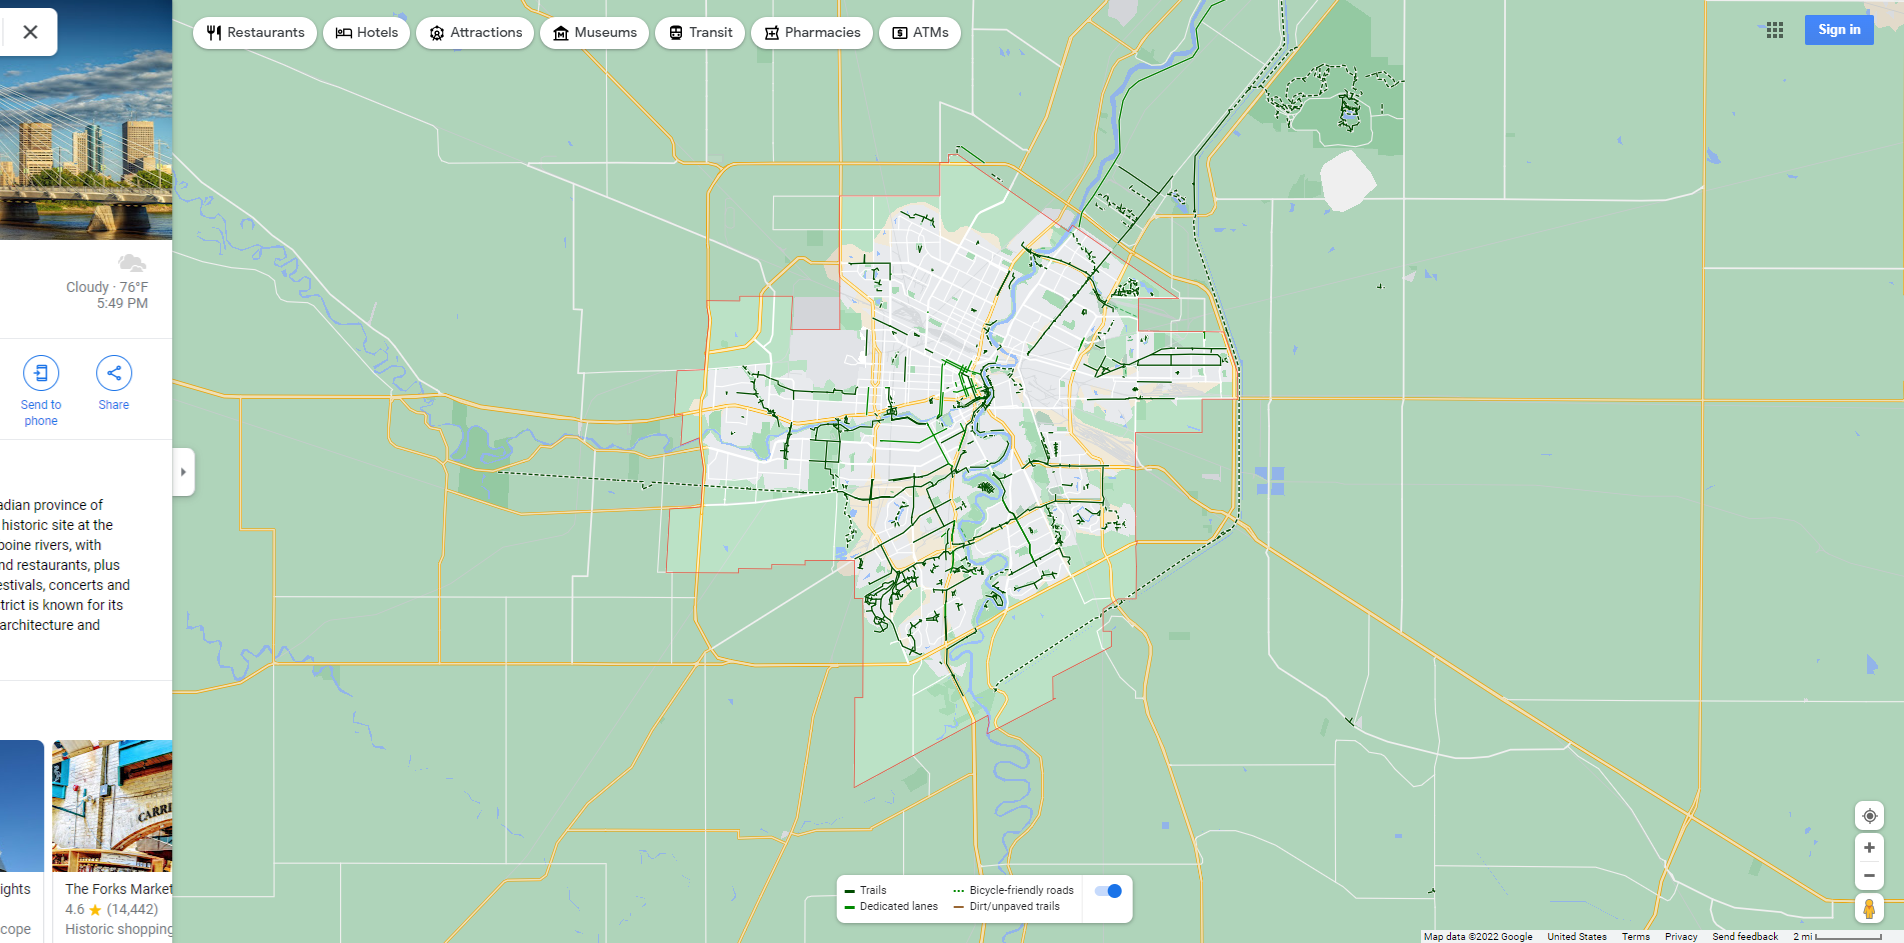 Restaurants
Hotels
Attractions
Museums
Transit
Pharmacies
ATMs
Sign in
Cloudy · 76°F
5:49 PM
Send to
phone
Share
adian province of
historic site at the
boine rivers, with
nd restaurants, plus
estivals, concerts and
trict is known for its
architecture and
CARRI
ights
cope
The Forks Market
4.6 ★ (14,442)
Historic shopping
Trails
Bicycle-friendly roads
Dedicated lanes
Dirt/unpaved trails
Map data ©2022 Google
United States
Terms
Privacy
Send feedback
2 mi